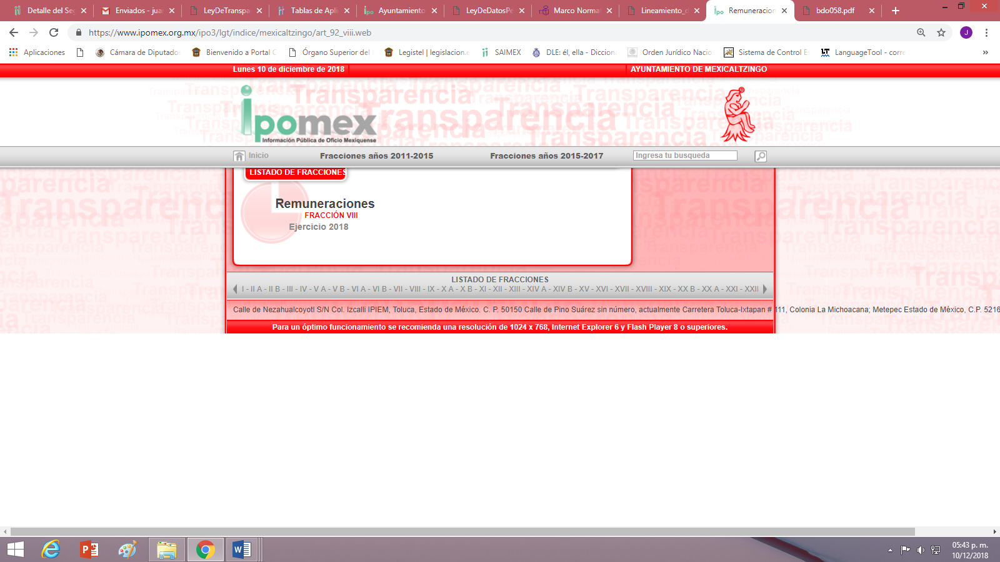 Detalle del Seg
Enviados - juan
LeyDeTranspa
Tablas de Apli
Ayuntamiento
LeyDeDatosPe
Marco Norma
Lineamiento_d
Remuneracion
bdo058.pdf
https://www.ipomex.org.mx/ipo3/lgt/indice/mexicaltzingo/art_92_viii.web
J
Aplicaciones
Cámara de Diputado
Bienvenido a Portal C
Órgano Superior del
Legistel | legislacion.e
SAIMEX
DLE: él, ella - Diccion
Orden Jurídico Nacio
Sistema de Control E
LanguageTool - corre
»
Lunes 10 de diciembre de 2018
AYUNTAMIENTO DE MEXICALTZINGO
Transparencia
ipomex
Información Pública de Oficio Mexiquense
Inicio
Fracciones años 2011-2015
Fracciones años 2015-2017
Ingresa tu busqueda
LISTADO DE FRACCIONES
Remuneraciones
FRACCIÓN VIII
Ejercicio 2018
LISTADO DE FRACCIONES
I - II A - II B - III - IV - V A - V B - VI A - VI B - VII - VIII - IX - X A - X B - XI - XII - XIII - XIV A - XIV B - XV - XVI - XVII - XVIII - XIX - XX B - XX A - XXI - XXII
Calle de Nezahualcoyotl S/N Col. Izcalli IPIEM, Toluca, Estado de México. C. P. 50150 Calle de Pino Suárez sin número, actualmente Carretera Toluca-Ixtapan # 111, Colonia La Michoacana; Metepec Estado de México, C.P. 5216
Para un óptimo funcionamiento se recomienda una resolución de 1024 x 768, Internet Explorer 6 y Flash Player 8 o superiores.
05:43 p. m.
10/12/2018